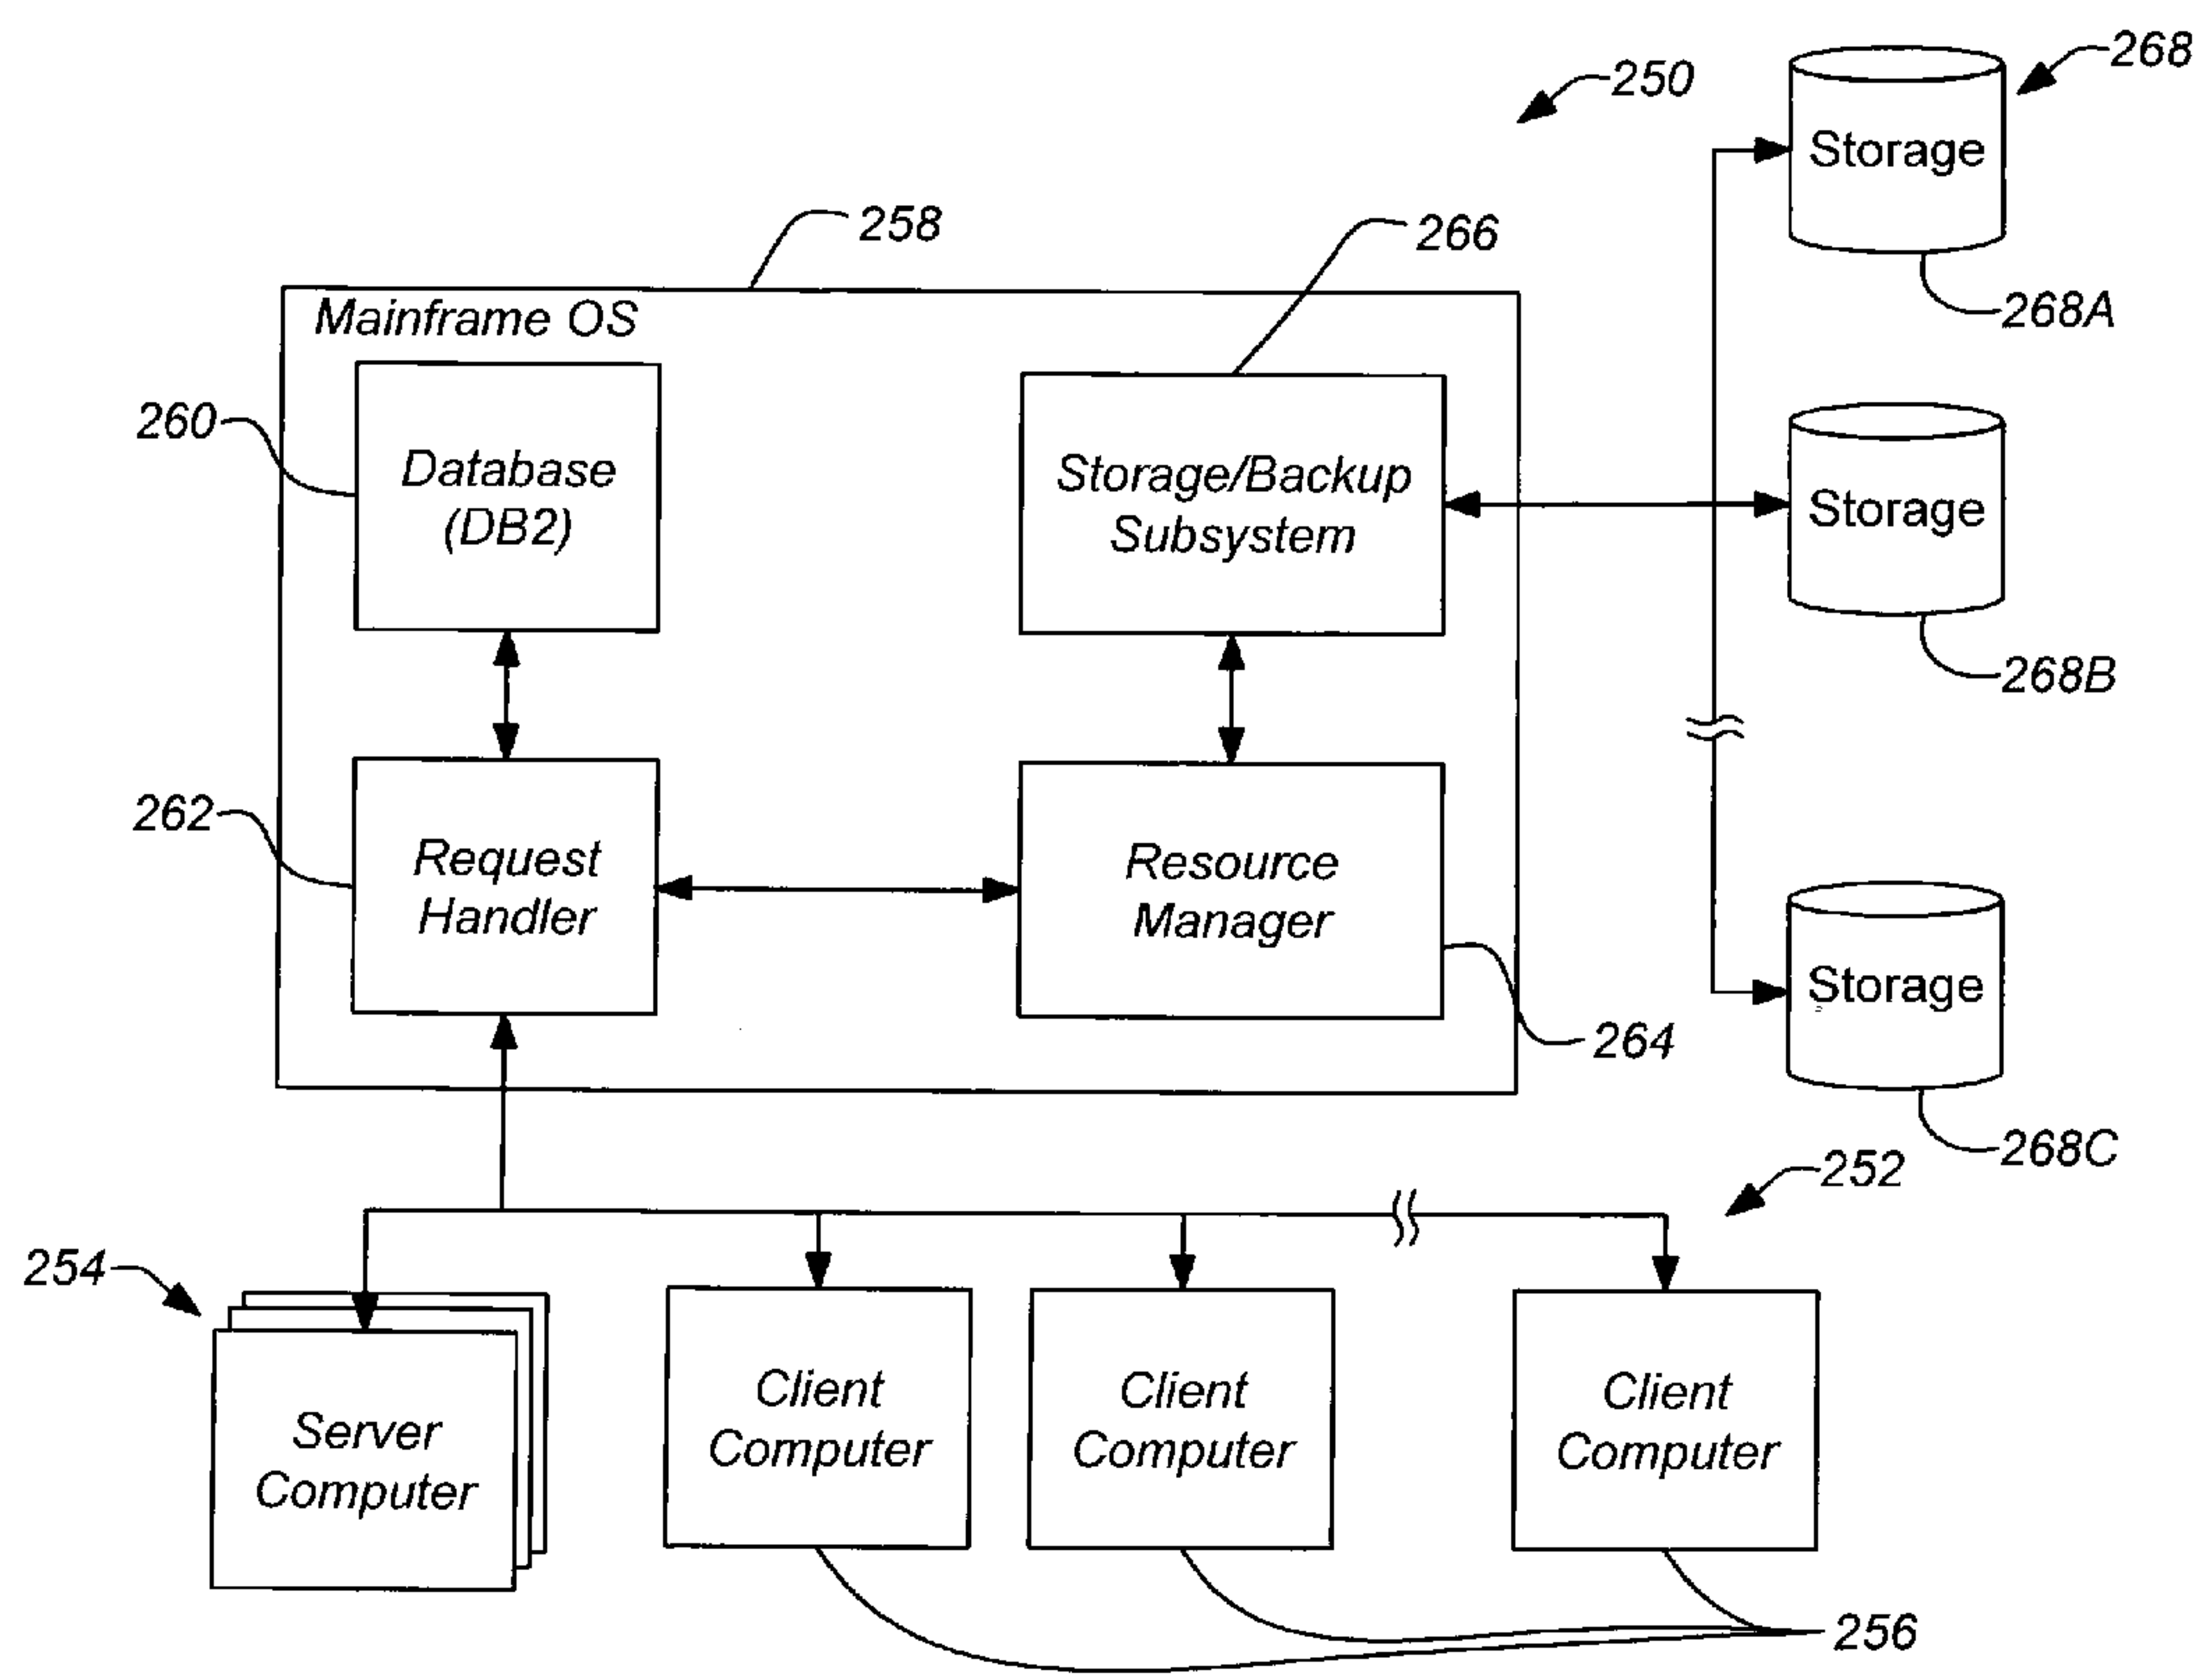 268
250
Storage
258
266
268A
Mainframe OS
260
Database
(DB2)
Storage/Backup
Subsystem
Storage
268B
262
Request
Handler
Resource
Manager
Storage
264
268C
252
254
Server
Computer
Client
Computer
Client
Computer
Client
Computer
256